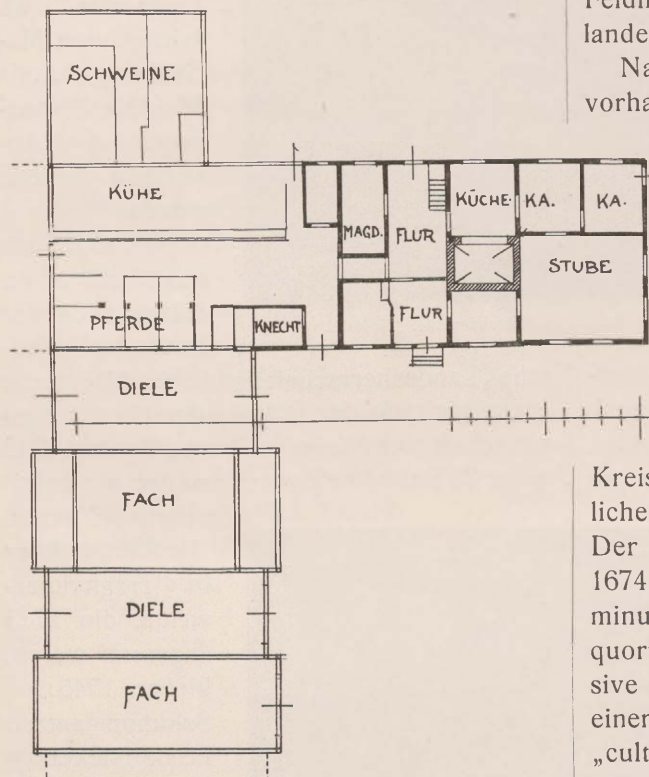 lande
Na
vorha
SCHWEINE
KÜHE
MAGD. FLUR KÜCHE. KA. KA.
STUBE
PFERDE KNECHT FLUR
DIELE
FACH
DIELE
FACH
Kreis
liche
Der
1674
minu
quor
sive
einer
„cult